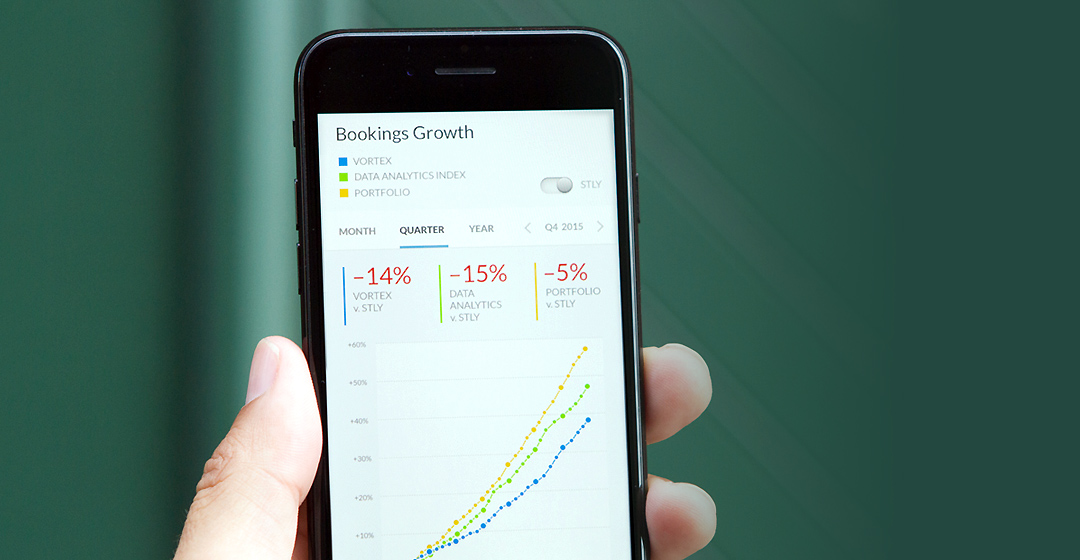 Bookings Growth
VORTEX
DATA ANALYTICS INDEX
PORTFOLIO
STLY
MONTH QUARTER YEAR Q4 2015
–14% –15% –5%
VORTEX DATA PORTFOLIO
v. STLY ANALYTICS v. STLY
v. STLY
+60%
+50%
+40%
+30%
+20%
+10%